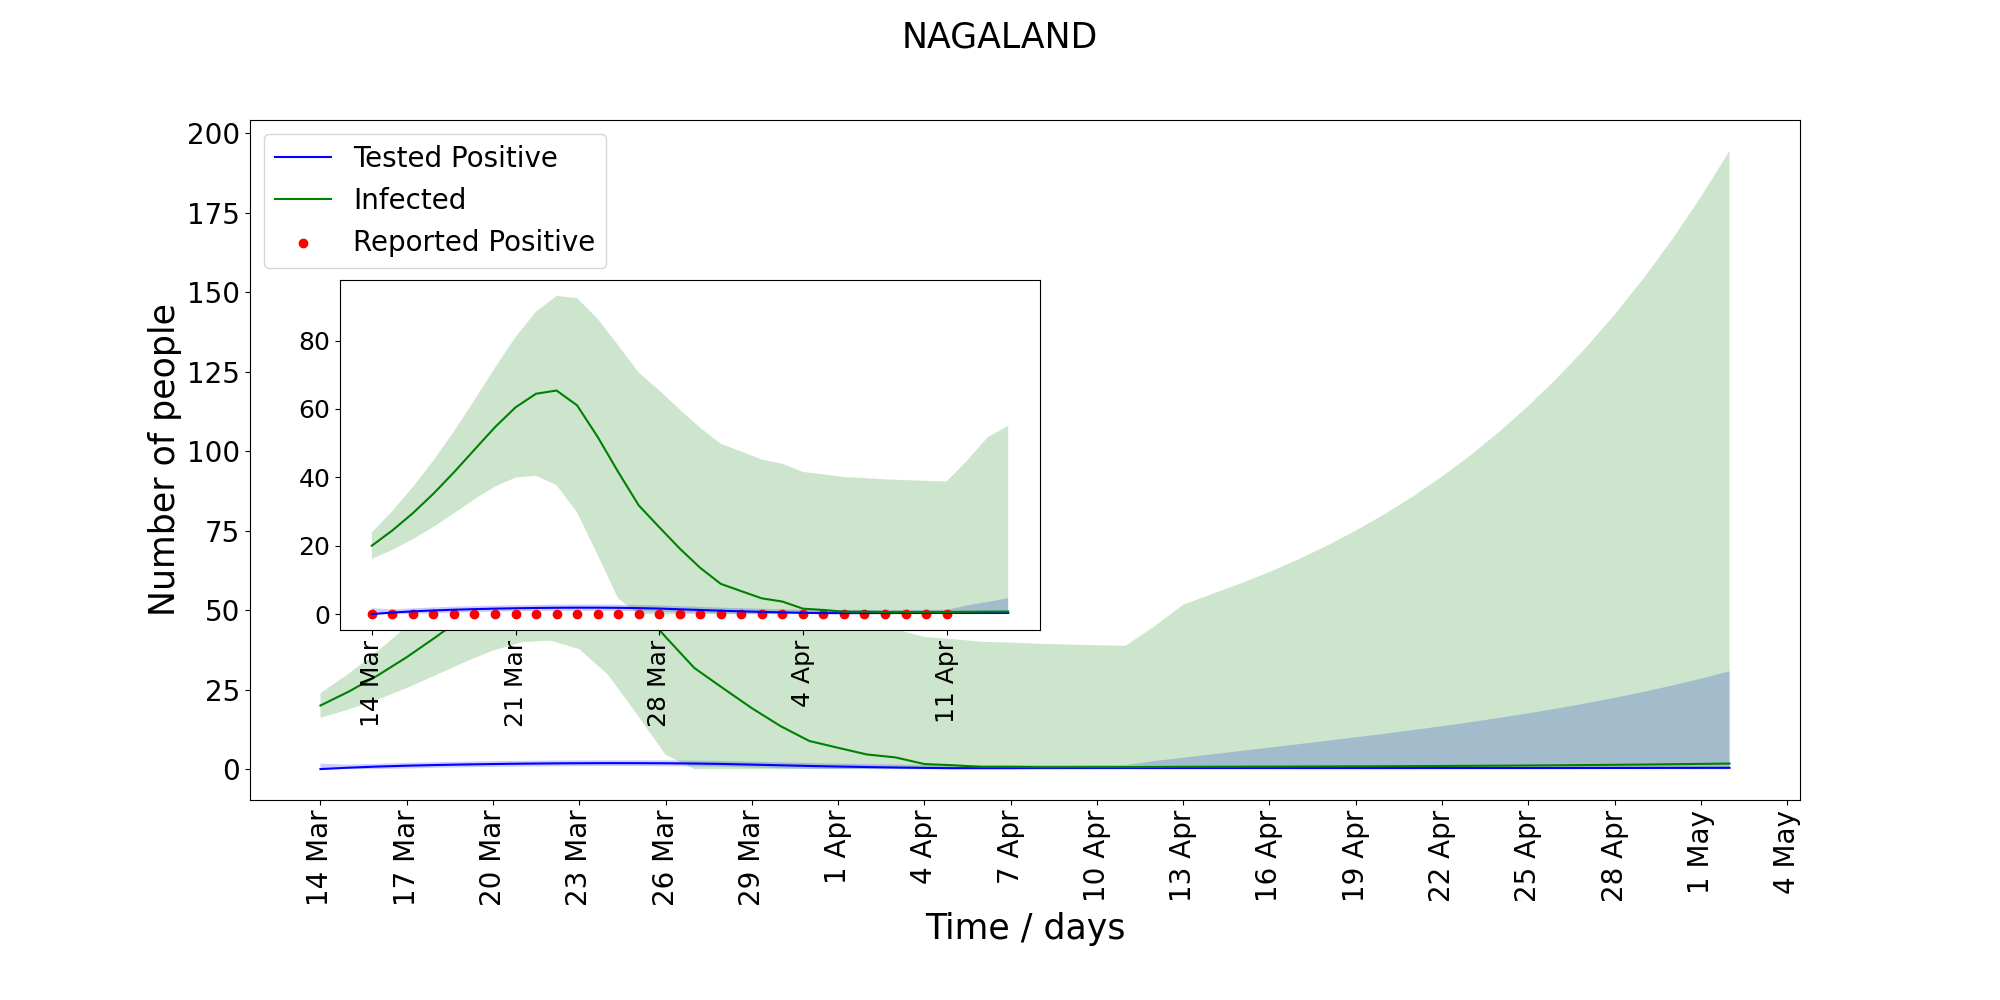 NAGALAND
Tested Positive
Infected
Reported Positive
Number of people
200
175
150
125
100
75
50
25
0
80
60
40
20
0
14 Mar
21 Mar
28 Mar
4 Apr
11 Apr
14 Mar
17 Mar
20 Mar
23 Mar
26 Mar
29 Mar
1 Apr
4 Apr
7 Apr
10 Apr
13 Apr
16 Apr
19 Apr
22 Apr
25 Apr
28 Apr
1 May
4 May
Time / days